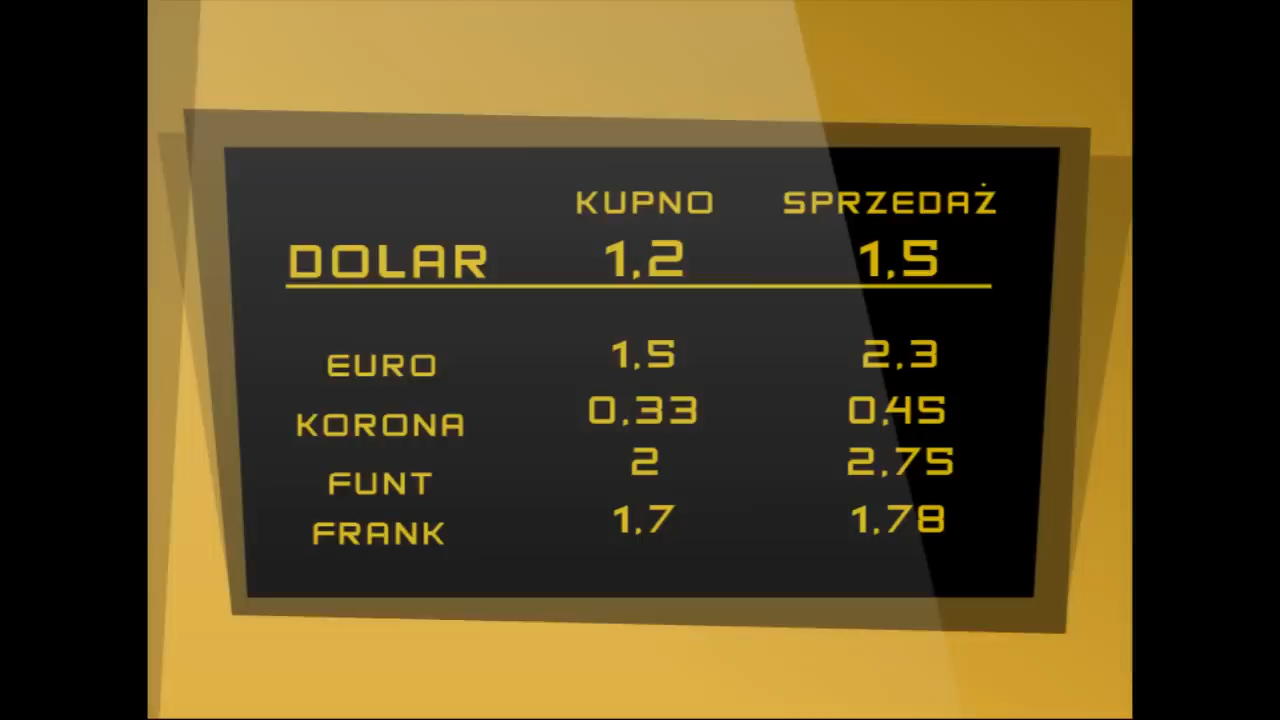 KUPNO SPRZEDAŻ
DOLAR 1,2 1,5
EURO 1,5 2,3
KORONA 0,33 0,45
FUNT 2 2,75
FRANK 1,7 1,78